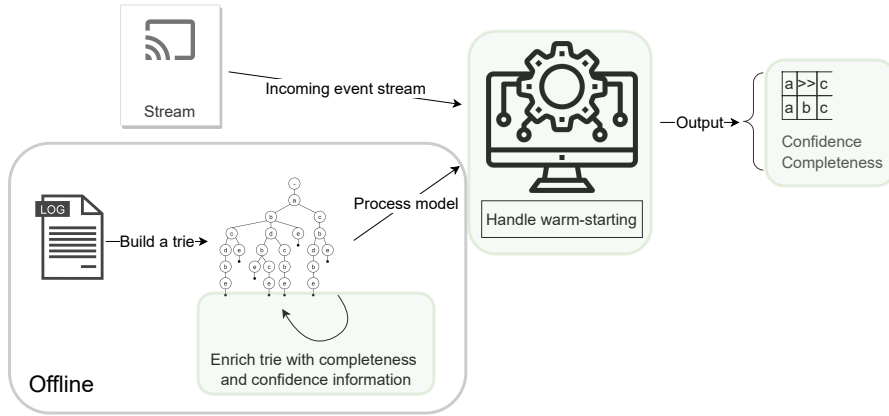 Stream
Incoming event stream
Output
a >> c
a b c
Confidence
Completeness
Handle warm-starting
Process model
LOG
Build a trie
-
a
b c
c d e b
d e b c d e
b e c b b
e e e e
Enrich trie with completeness
and confidence information
Offline